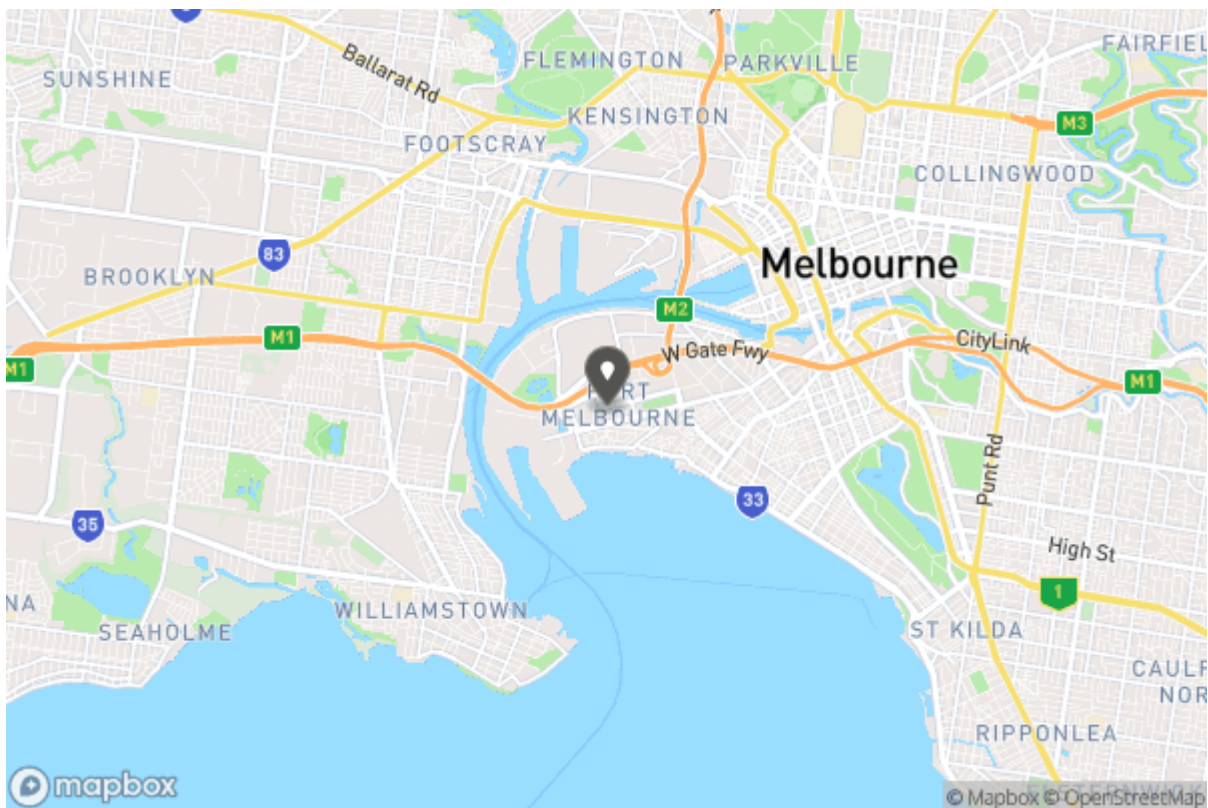 FAIRFIEL
SUNSHINE
Ballarat Rd
FLEMINGTON
PARKVILLE
KENSINGTON
M3
FOOTSCRAY
COLLINGWOOD
83
BROOKLYN
Melbourne
M2
M1
M1
W Gate Fwy
CityLink
M1
PORT
MELBOURNE
Punt Rd
33
35
High St
1
NA
SEAHOLME
WILLIAMSTOWN
ST KILDA
CAULF
NOR
RIPPONLEA
mapbox
© Mapbox © OpenStreetMap